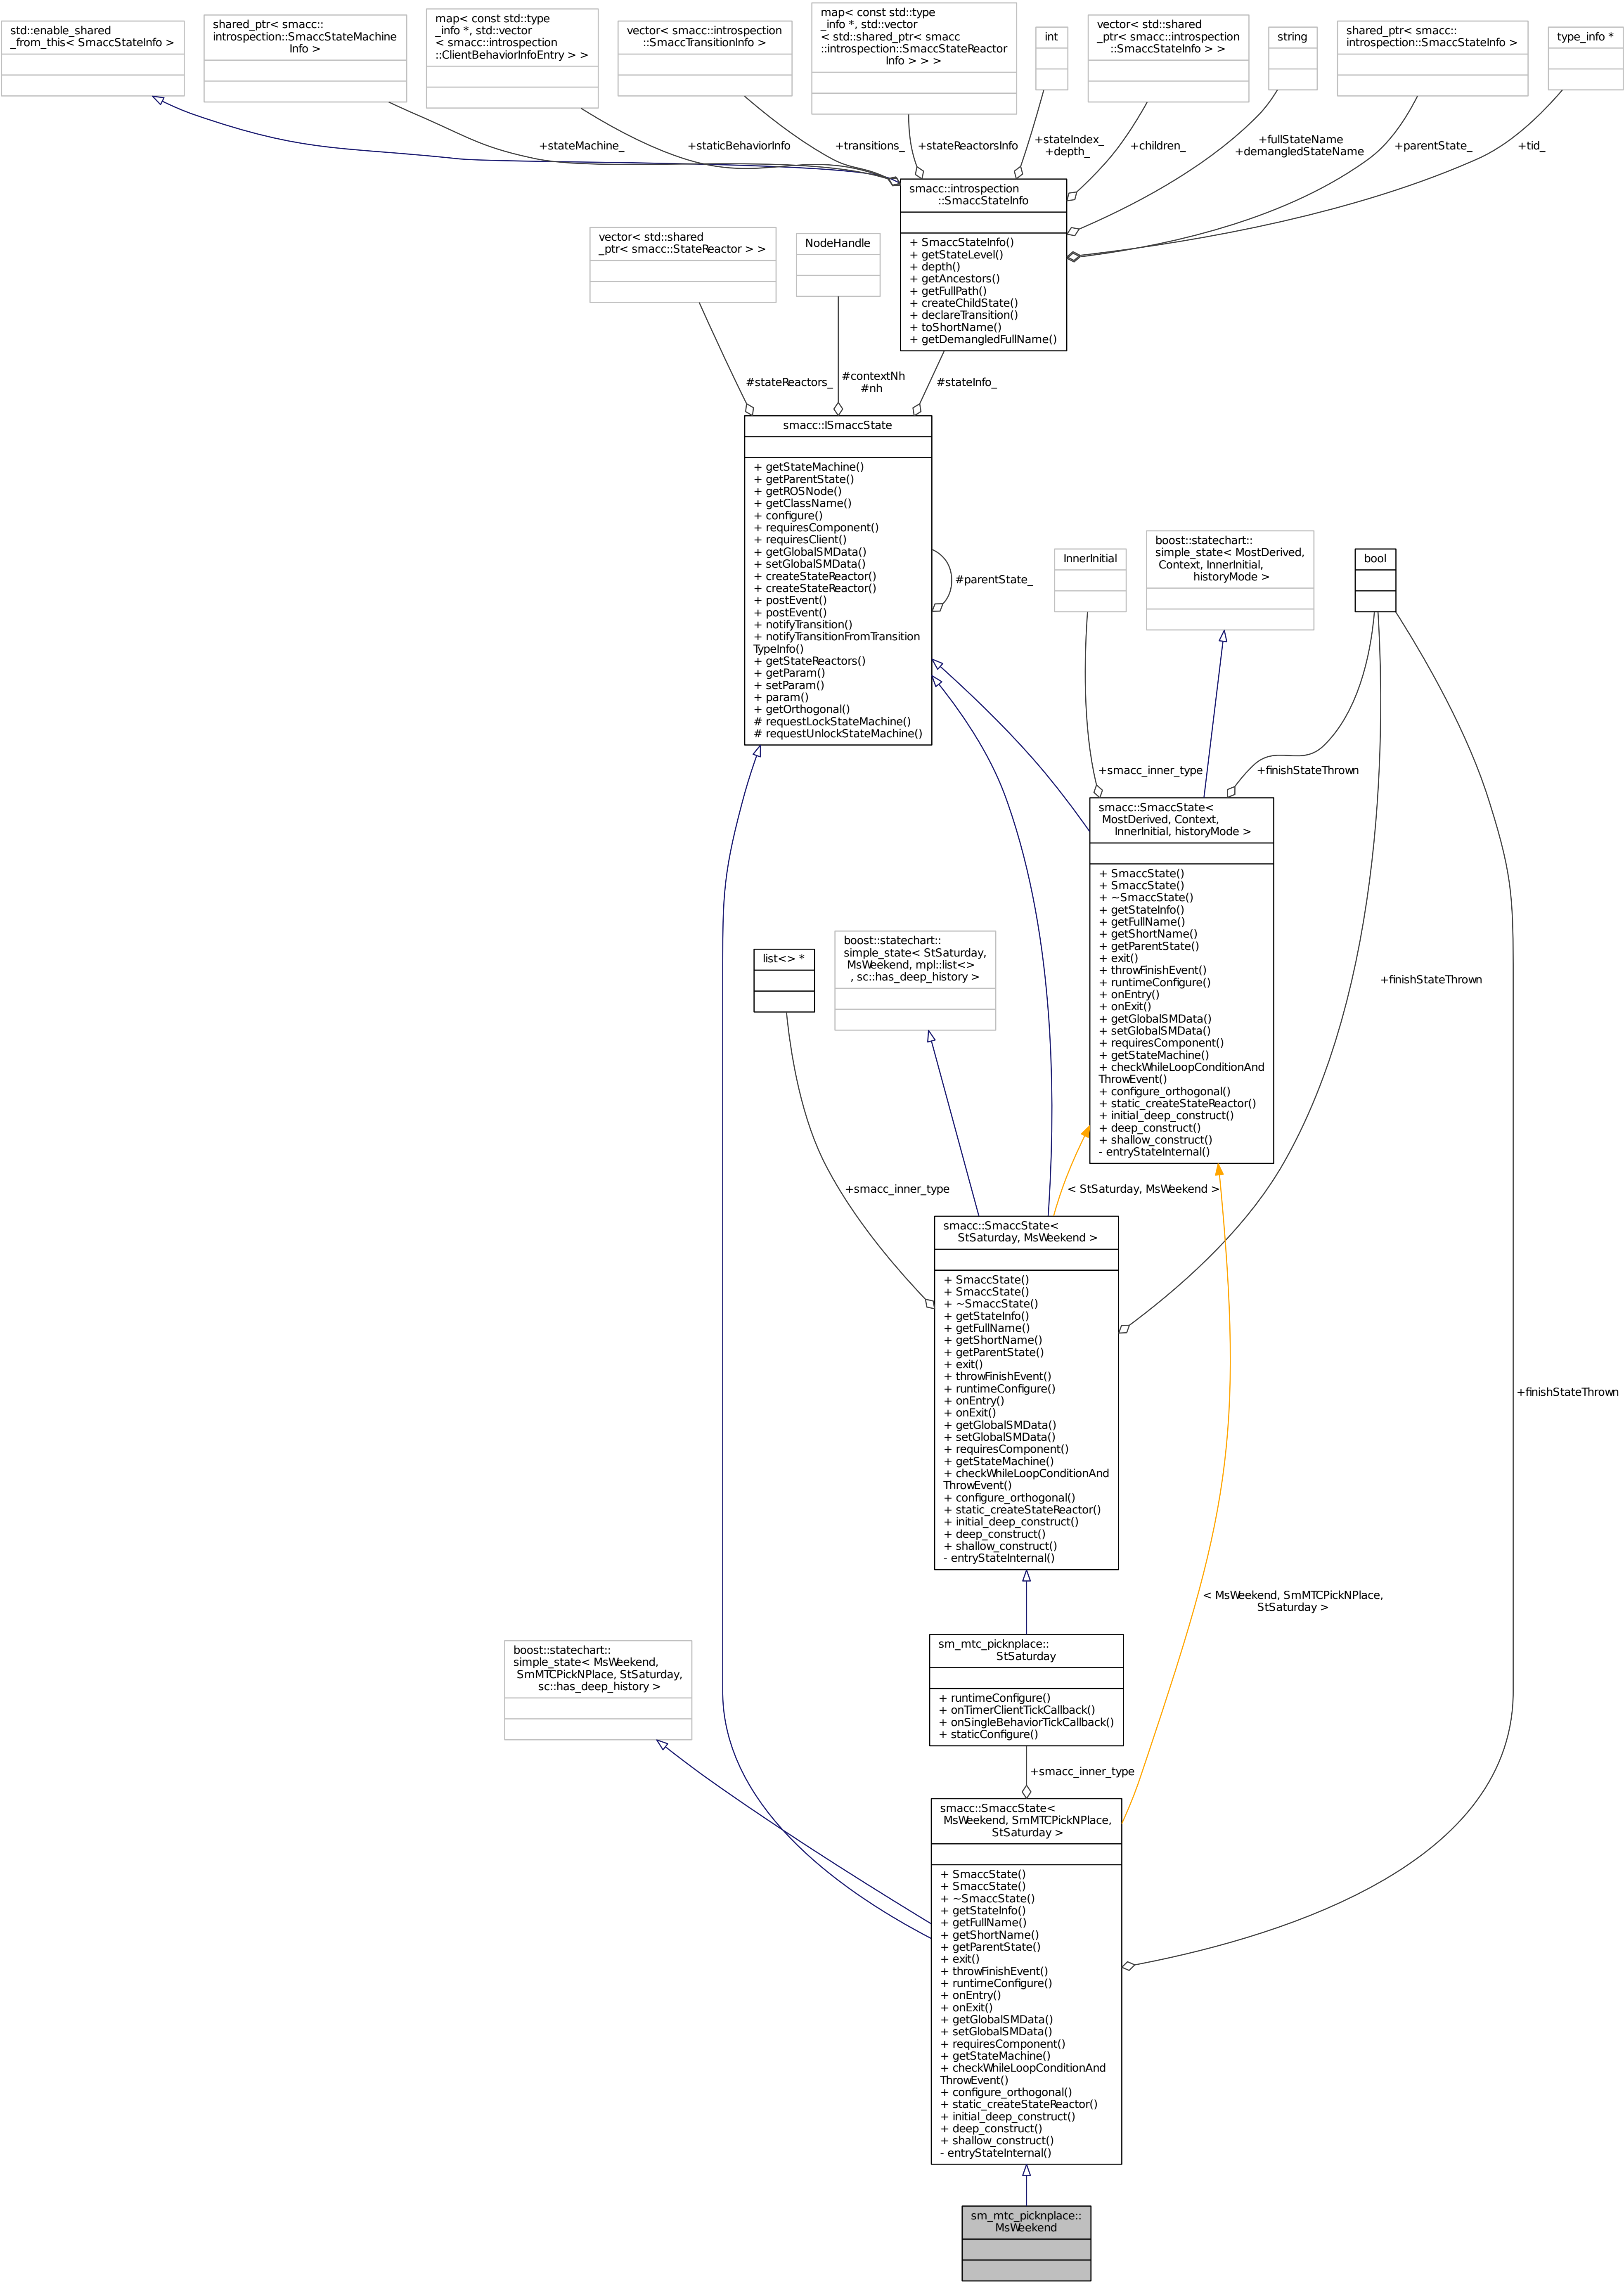 std::enable_shared
_from_this< SmaccStateInfo >
shared_ptr< smacc::
introspection::SmaccStateMachine
Info >
map< const std::type
_info *, std::vector
< smacc::introspection
::ClientBehaviorInfoEntry > >
vector< smacc::introspection
::SmaccTransitionInfo >
map< const std::type
_info *, std::vector
< std::shared_ptr< smacc
::introspection::SmaccStateReactor
Info > > >
int
vector< std::shared
_ptr< smacc::introspection
::SmaccStateInfo > >
string
shared_ptr< smacc::
introspection::SmaccStateInfo >
type_info *
+stateMachine_
+staticBehaviorInfo
+transitions_
+stateReactorsInfo
+stateIndex_
+depth_
+children_
+fullStateName
+demangledStateName
+parentState_
+tid_
smacc::introspection
::SmaccStateInfo
+ SmaccStateInfo()
+ getStateLevel()
+ depth()
+ getAncestors()
+ getFullPath()
+ createChildState()
+ declareTransition()
+ toShortName()
+ getDemangledFullName()
vector< std::shared
_ptr< smacc::StateReactor > >
NodeHandle
#stateReactors_
#contextNh
#nh
#stateInfo_
smacc::ISmaccState
+ getStateMachine()
+ getParentState()
+ getROSNode()
+ getClassName()
+ configure()
+ requiresComponent()
+ requiresClient()
+ getGlobalSMData()
+ setGlobalSMData()
+ createStateReactor()
+ createStateReactor()
+ postEvent()
+ postEvent()
+ notifyTransition()
+ notifyTransitionFromTransition
TypeInfo()
+ getStateReactors()
+ getParam()
+ setParam()
+ param()
+ getOrthogonal()
# requestLockStateMachine()
# requestUnlockStateMachine()
#parentState_
InnerInitial
boost::statechart::
simple_state< MostDerived,
Context, InnerInitial,
historyMode >
bool
+smacc_inner_type
+finishStateThrown
smacc::SmaccState<
MostDerived, Context,
InnerInitial, historyMode >
+ SmaccState()
+ SmaccState()
+ ~SmaccState()
+ getStateInfo()
+ getFullName()
+ getShortName()
+ getParentState()
+ exit()
+ throwFinishEvent()
+ runtimeConfigure()
+ onEntry()
+ onExit()
+ getGlobalSMData()
+ setGlobalSMData()
+ requiresComponent()
+ getStateMachine()
+ checkWhileLoopConditionAnd
ThrowEvent()
+ configure_orthogonal()
+ static_createStateReactor()
+ initial_deep_construct()
+ deep_construct()
+ shallow_construct()
- entryStateInternal()
list<> *
boost::statechart::
simple_state< StSaturday,
MsWeekend, mpl::list<>
, sc::has_deep_history >
+finishStateThrown
+smacc_inner_type
< StSaturday, MsWeekend >
smacc::SmaccState<
StSaturday, MsWeekend >
+ SmaccState()
+ SmaccState()
+ ~SmaccState()
+ getStateInfo()
+ getFullName()
+ getShortName()
+ getParentState()
+ exit()
+ throwFinishEvent()
+ runtimeConfigure()
+ onEntry()
+ onExit()
+ getGlobalSMData()
+ setGlobalSMData()
+ requiresComponent()
+ getStateMachine()
+ checkWhileLoopConditionAnd
ThrowEvent()
+ configure_orthogonal()
+ static_createStateReactor()
+ initial_deep_construct()
+ deep_construct()
+ shallow_construct()
- entryStateInternal()
+finishStateThrown
< MsWeekend, SmMTCPickNPlace,
StSaturday >
boost::statechart::
simple_state< MsWeekend,
SmMTCPickNPlace, StSaturday,
sc::has_deep_history >
sm_mtc_picknplace::
StSaturday
+ runtimeConfigure()
+ onTimerClientTickCallback()
+ onSingleBehaviorTickCallback()
+ staticConfigure()
+smacc_inner_type
smacc::SmaccState<
MsWeekend, SmMTCPickNPlace,
StSaturday >
+ SmaccState()
+ SmaccState()
+ ~SmaccState()
+ getStateInfo()
+ getFullName()
+ getShortName()
+ getParentState()
+ exit()
+ throwFinishEvent()
+ runtimeConfigure()
+ onEntry()
+ onExit()
+ getGlobalSMData()
+ setGlobalSMData()
+ requiresComponent()
+ getStateMachine()
+ checkWhileLoopConditionAnd
ThrowEvent()
+ configure_orthogonal()
+ static_createStateReactor()
+ initial_deep_construct()
+ deep_construct()
+ shallow_construct()
- entryStateInternal()
sm_mtc_picknplace::
MsWeekend